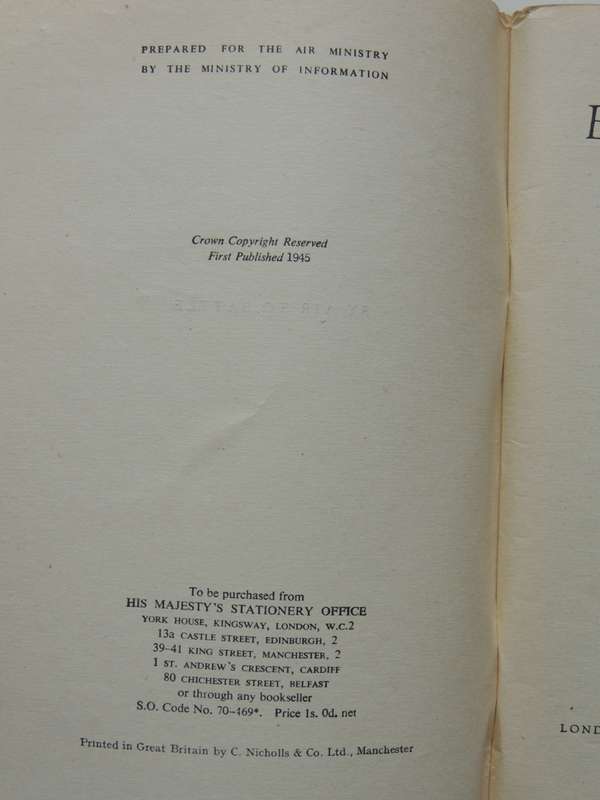 PREPARED FOR THE AIR MINISTRY
BY THE MINISTRY OF INFORMATION
Crown Copyright Reserved
First Published 1945
To be purchased from
HIS MAJESTY'S STATIONERY OFFICE
YORK HOUSE, KINGSWAY, LONDON, W.C.2
13a CASTLE STREET, EDINBURGH, 2
39-41 KING STREET, MANCHESTER, 2
1 ST. ANDREW'S CRESCENT, CARDIFF
80 CHICHESTER STREET, BELFAST
or through any bookseller
S.O. Code No. 70-469*. Price 1s. 0d. net
Printed in Great Britain by C. Nicholls & Co. Ltd., Manchester
LOND